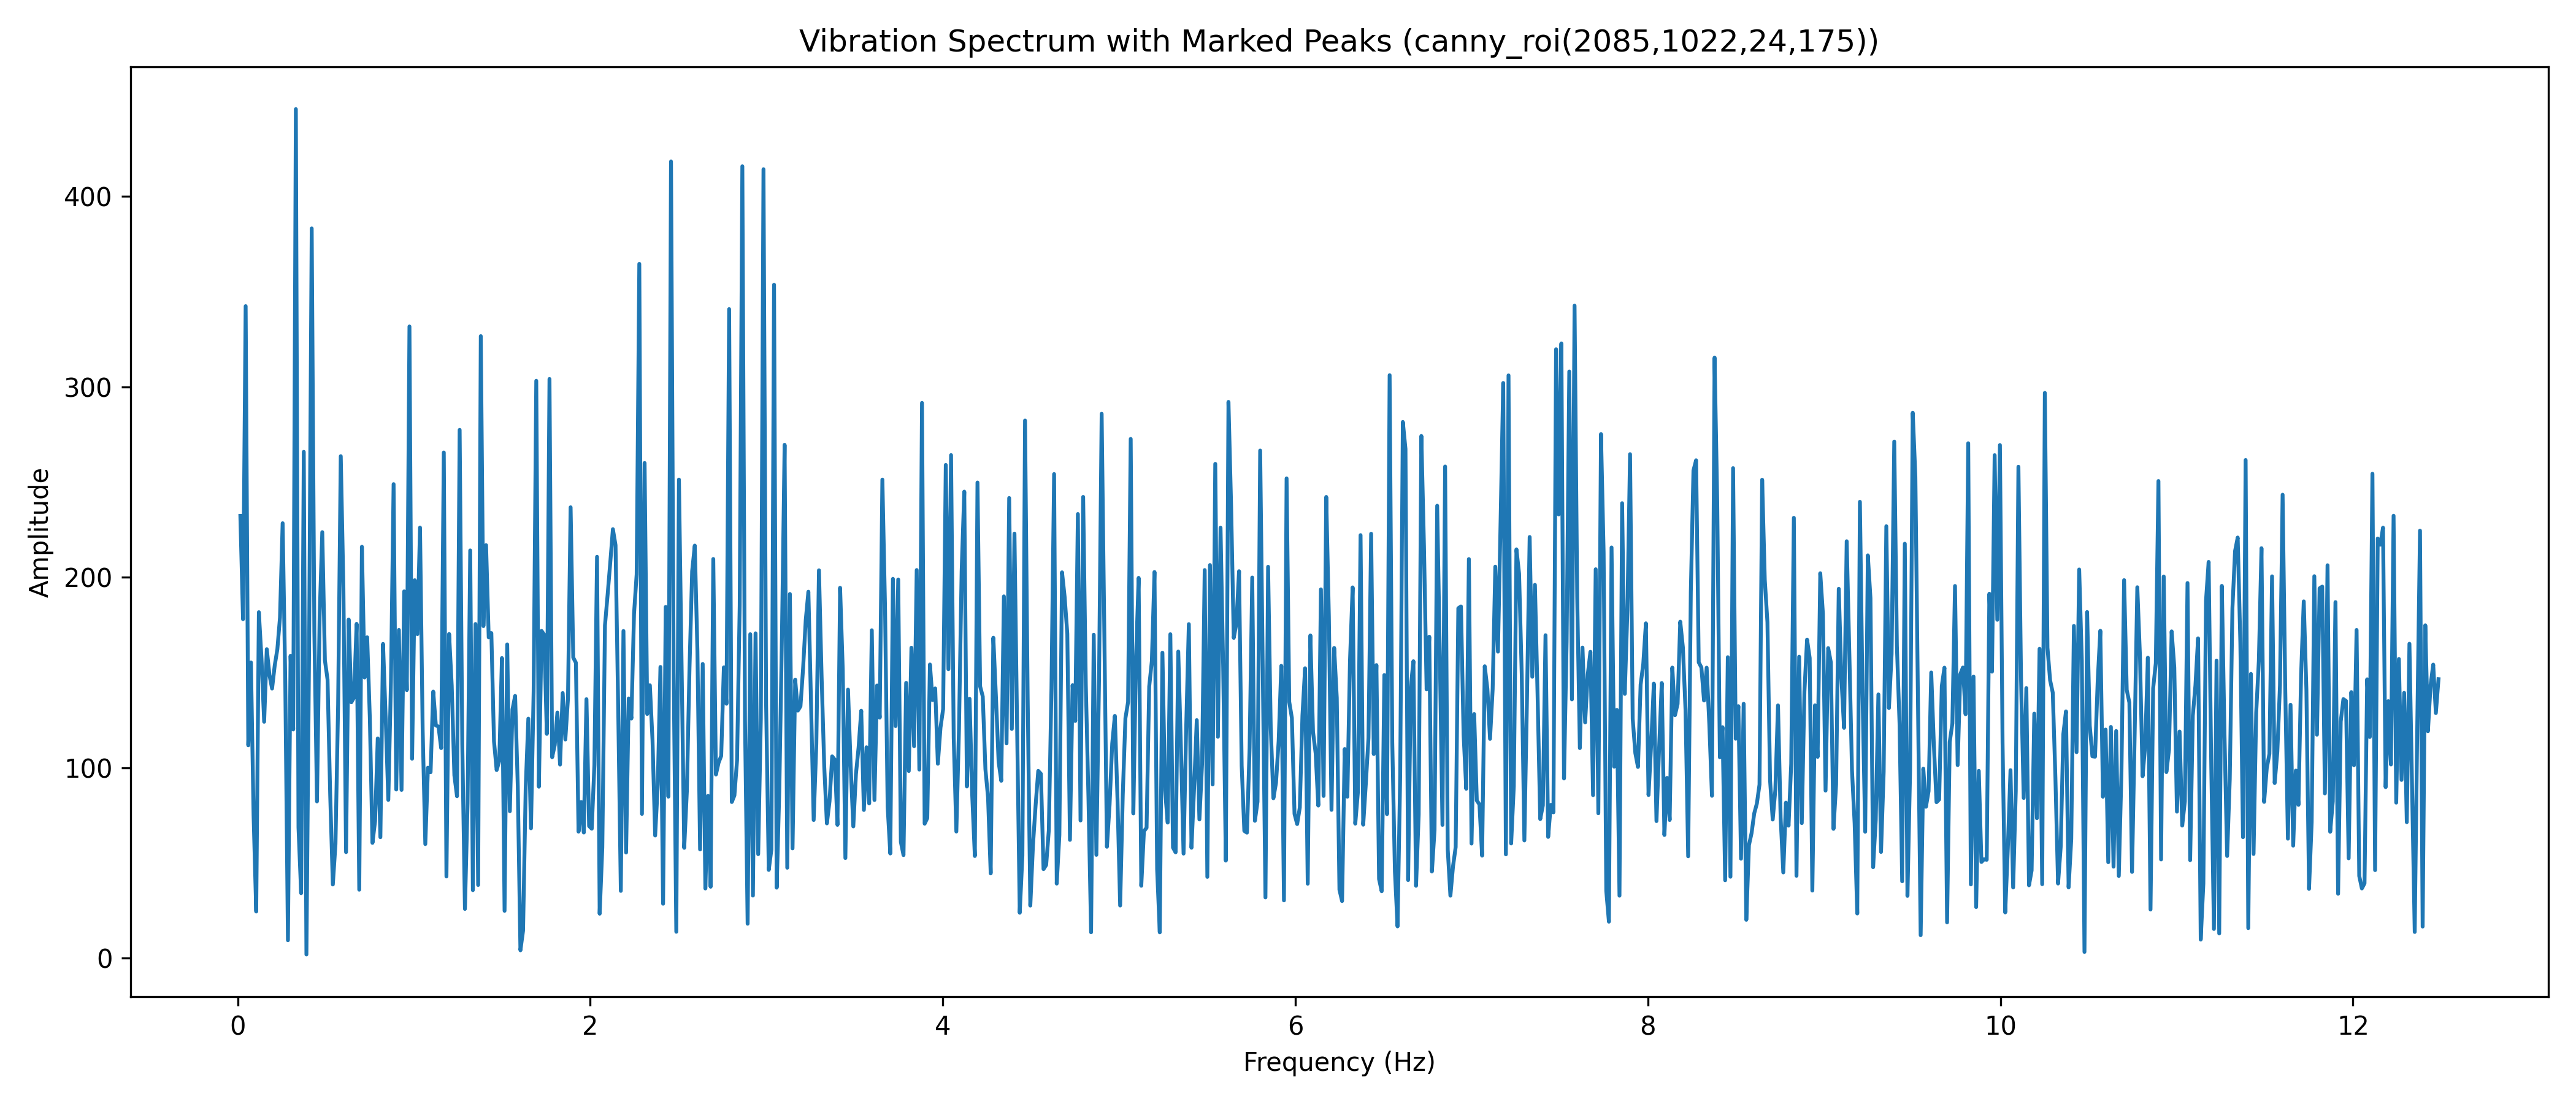 Vibration Spectrum with Marked Peaks (canny_roi(2085,1022,24,175))
400
300
200
100
0
Amplitude
0 2 4 6 8 10 12
Frequency (Hz)